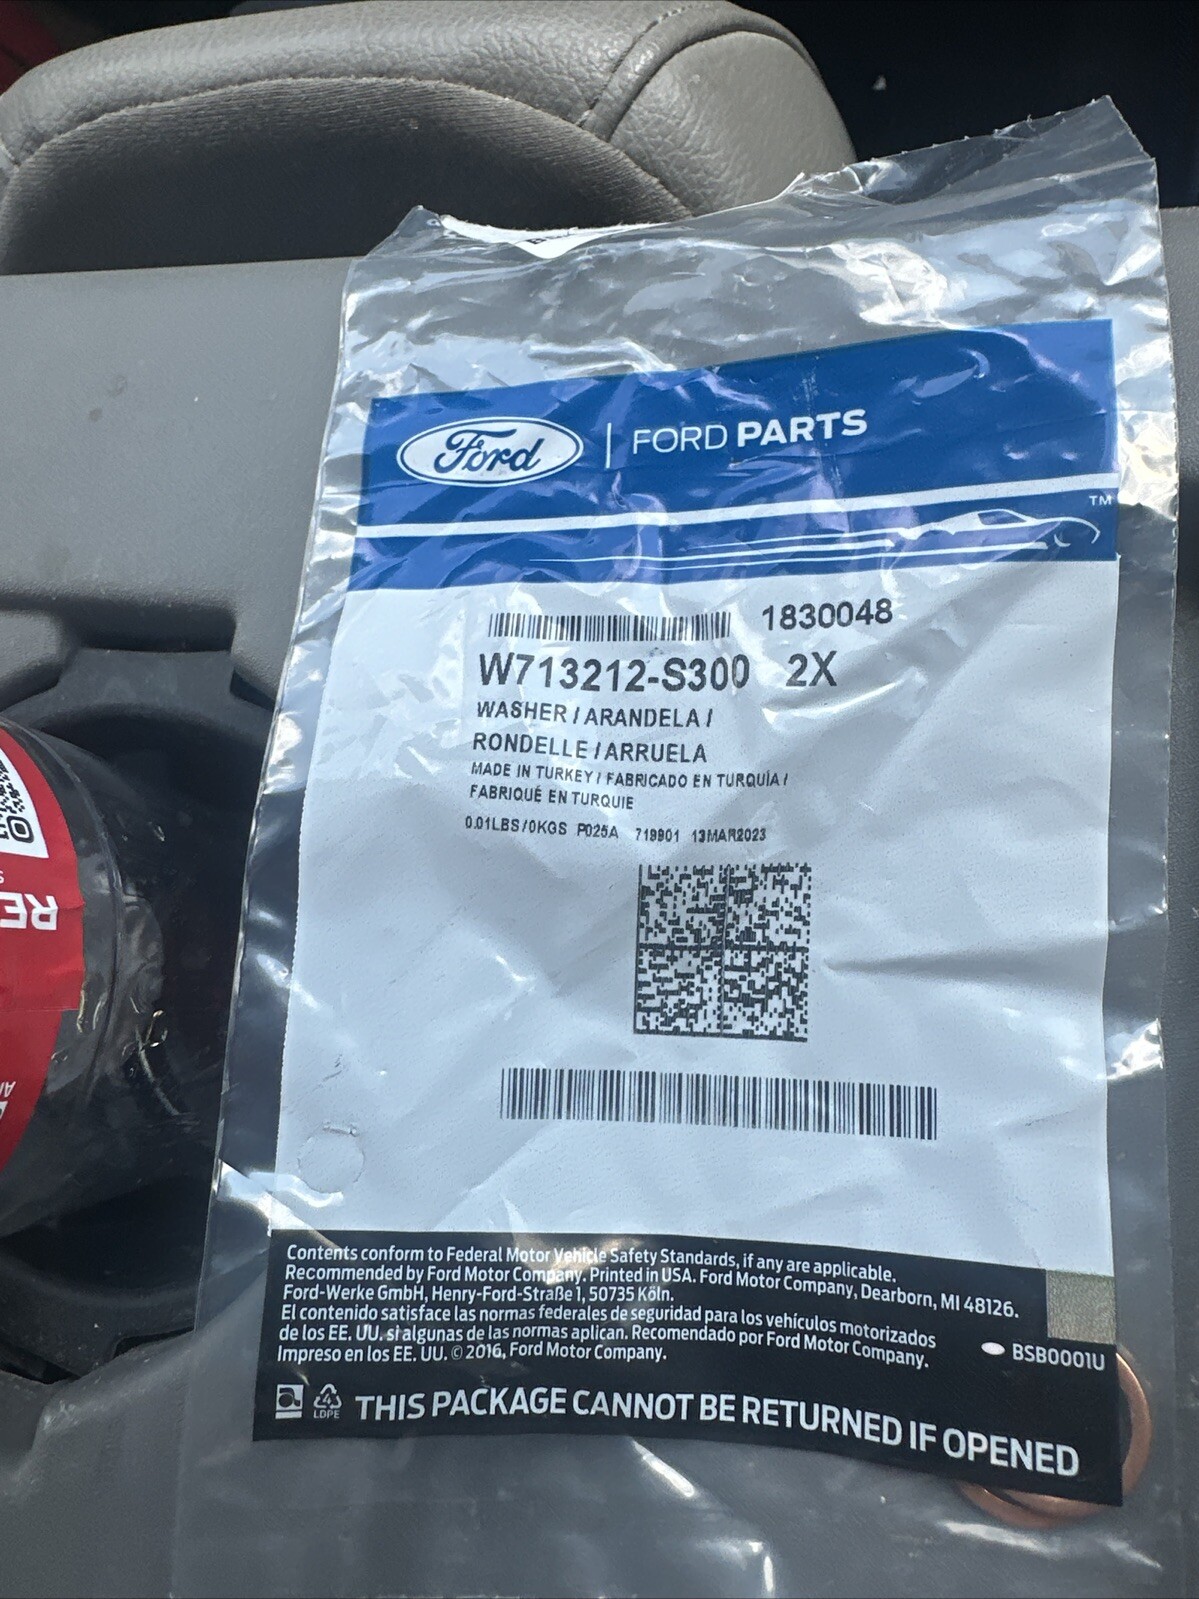 Ford | FORD PARTS
TM
1830048
W713212-S300 2X
WASHER / ARANDELA /
RONDELLE / ARRUELA
MADE IN TURKEY / FABRICADO EN TURQUÍA /
FABRIQUÉ EN TURQUIE
0.01LBS/0KGS P025A 719901 13MAR2023
RE
Contents conform to Federal Motor Vehicle Safety Standards, if any are applicable.
Recommended by Ford Motor Company. Printed in USA. Ford Motor Company, Dearborn, MI 48126.
Ford-Werke GmbH, Henry-Ford-Straße 1, 50735 Köln.
El contenido satisface las normas federales de seguridad para los vehículos motorizados
de los EE. UU. si algunas de las normas aplican. Recomendado por Ford Motor Company.
Impreso en los EE. UU. © 2016, Ford Motor Company.
BSB0001U
4
LDPE
THIS PACKAGE CANNOT BE RETURNED IF OPENED